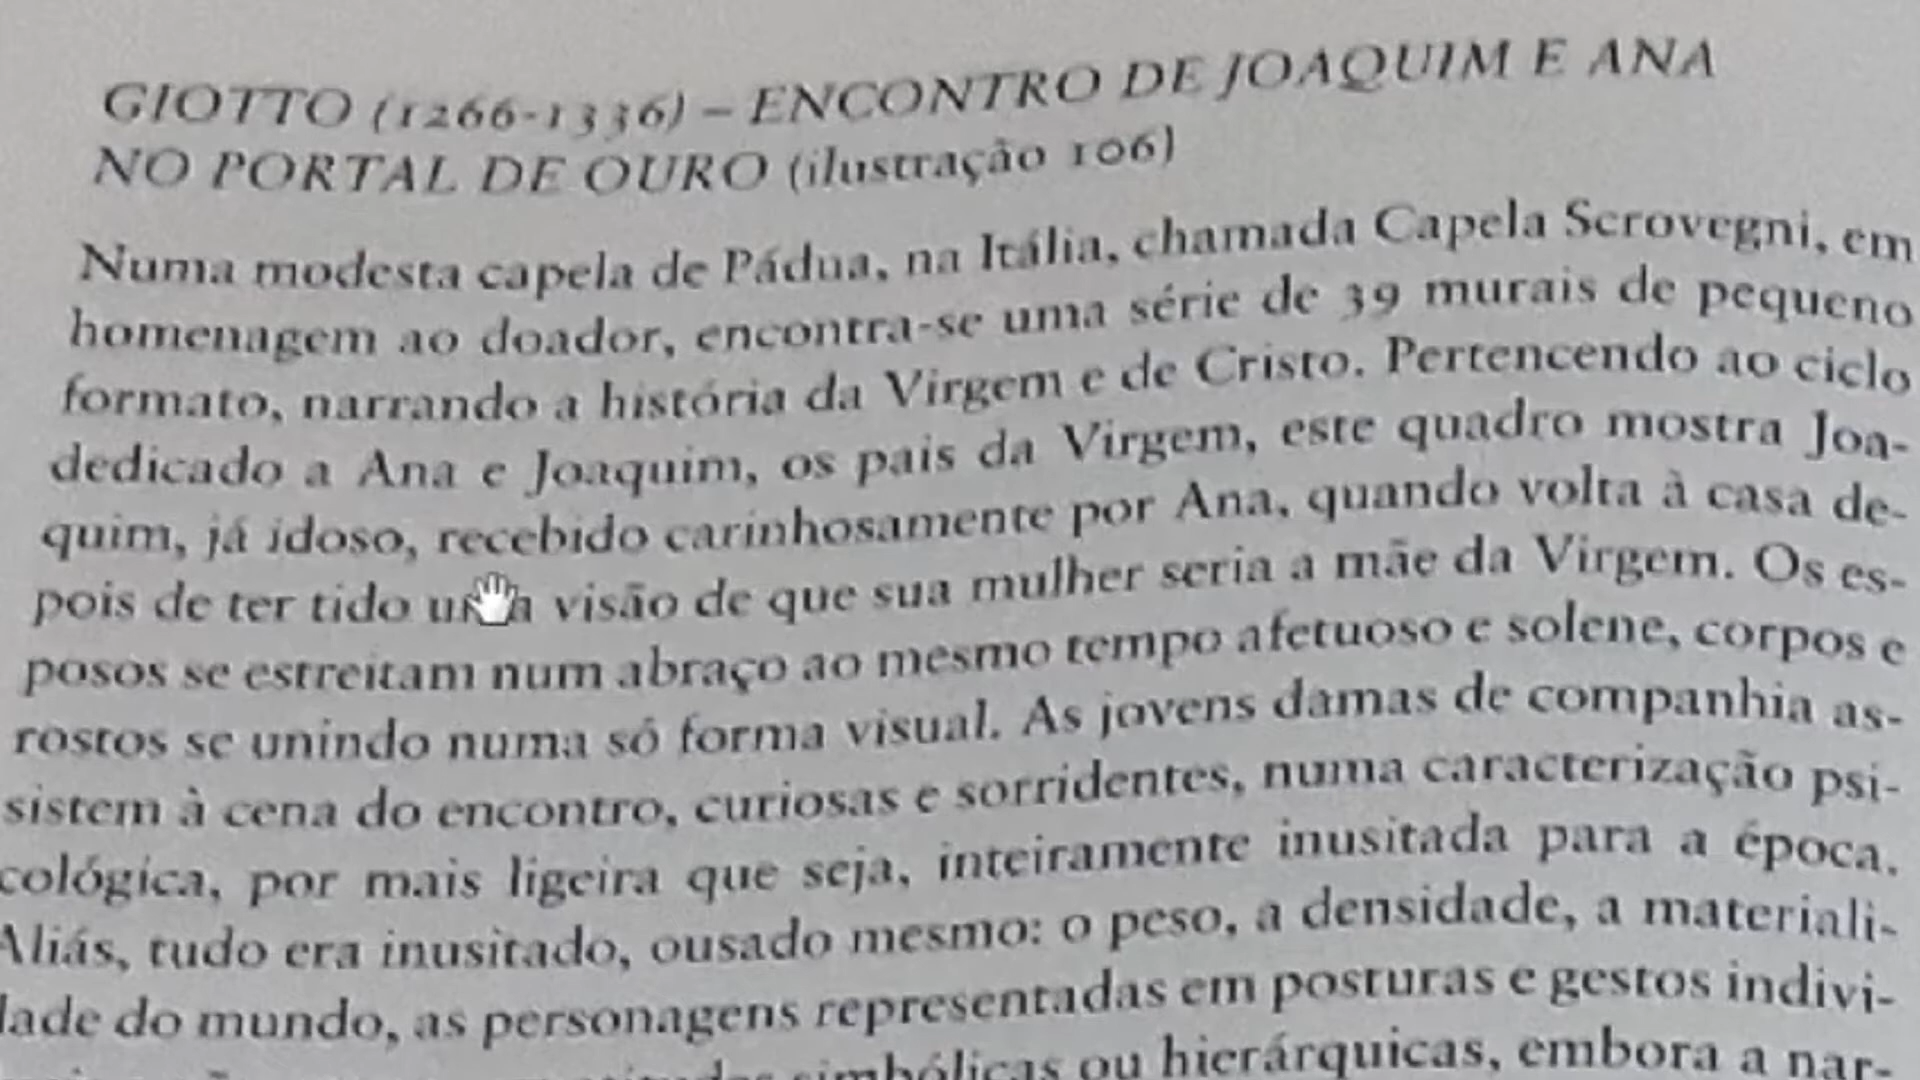 GIOTTO (1266-1336) – ENCONTRO DE JOAQUIM E ANA
NO PORTAL DE OURO (ilustração 106)
Numa modesta capela de Pádua, na Itália, chamada Capela Scrovegni, em
homenagem ao doador, encontra-se uma série de 39 murais de pequeno
formato, narrando a história da Virgem e de Cristo. Pertencendo ao ciclo
dedicado a Ana e Joaquim, os pais da Virgem, este quadro mostra Joa-
quim, já idoso, recebido carinhosamente por Ana, quando volta à casa de-
pois de ter tido uma visão de que sua mulher seria a mãe da Virgem. Os es-
posos se estreitam num abraço ao mesmo tempo afetuoso e solene, corpos e
rostos se unindo numa só forma visual. As jovens damas de companhia as-
sistem à cena do encontro, curiosas e sorridentes, numa caracterização psi-
cológica, por mais ligeira que seja, inteiramente inusitada para a época.
Aliás, tudo era inusitado, ousado mesmo: o peso, a densidade, a materiali-
dade do mundo, as personagens representadas em posturas e gestos indivi-
simbólicas ou hierárquicas, embora a nar-